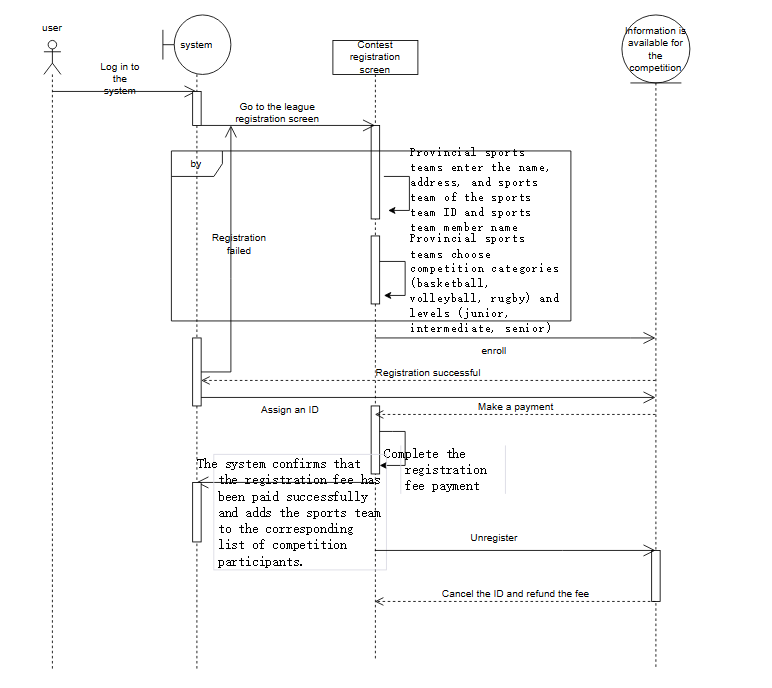 user
system
Contest
registration
screen
Information is
available for
the
competition
Log in to
the
system
Go to the league
registration screen
by
Provincial sports
teams enter the name,
address, and sports
team of the sports
team ID and sports
team member name
Registration
failed
Provincial sports
teams choose
competition categories
(basketball,
volleyball, rugby) and
levels (junior,
intermediate, senior)
enroll
Registration successful
Assign an ID
Make a payment
Complete the
registration
fee payment
The system confirms that
the registration fee has
been paid successfully
and adds the sports team
to the corresponding
list of competition
participants.
Unregister
Cancel the ID and refund the fee